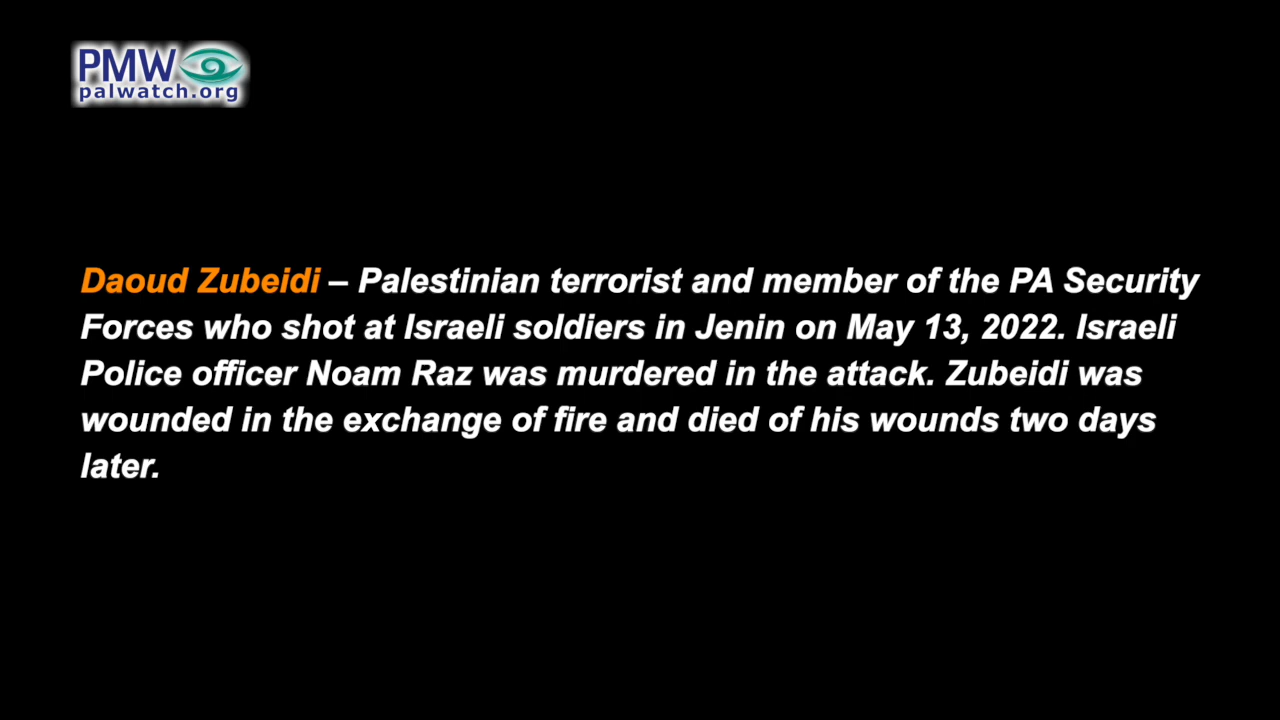 PMW
palwatch.org
Daoud Zubeidi – Palestinian terrorist and member of the PA Security
Forces who shot at Israeli soldiers in Jenin on May 13, 2022. Israeli
Police officer Noam Raz was murdered in the attack. Zubeidi was
wounded in the exchange of fire and died of his wounds two days
later.